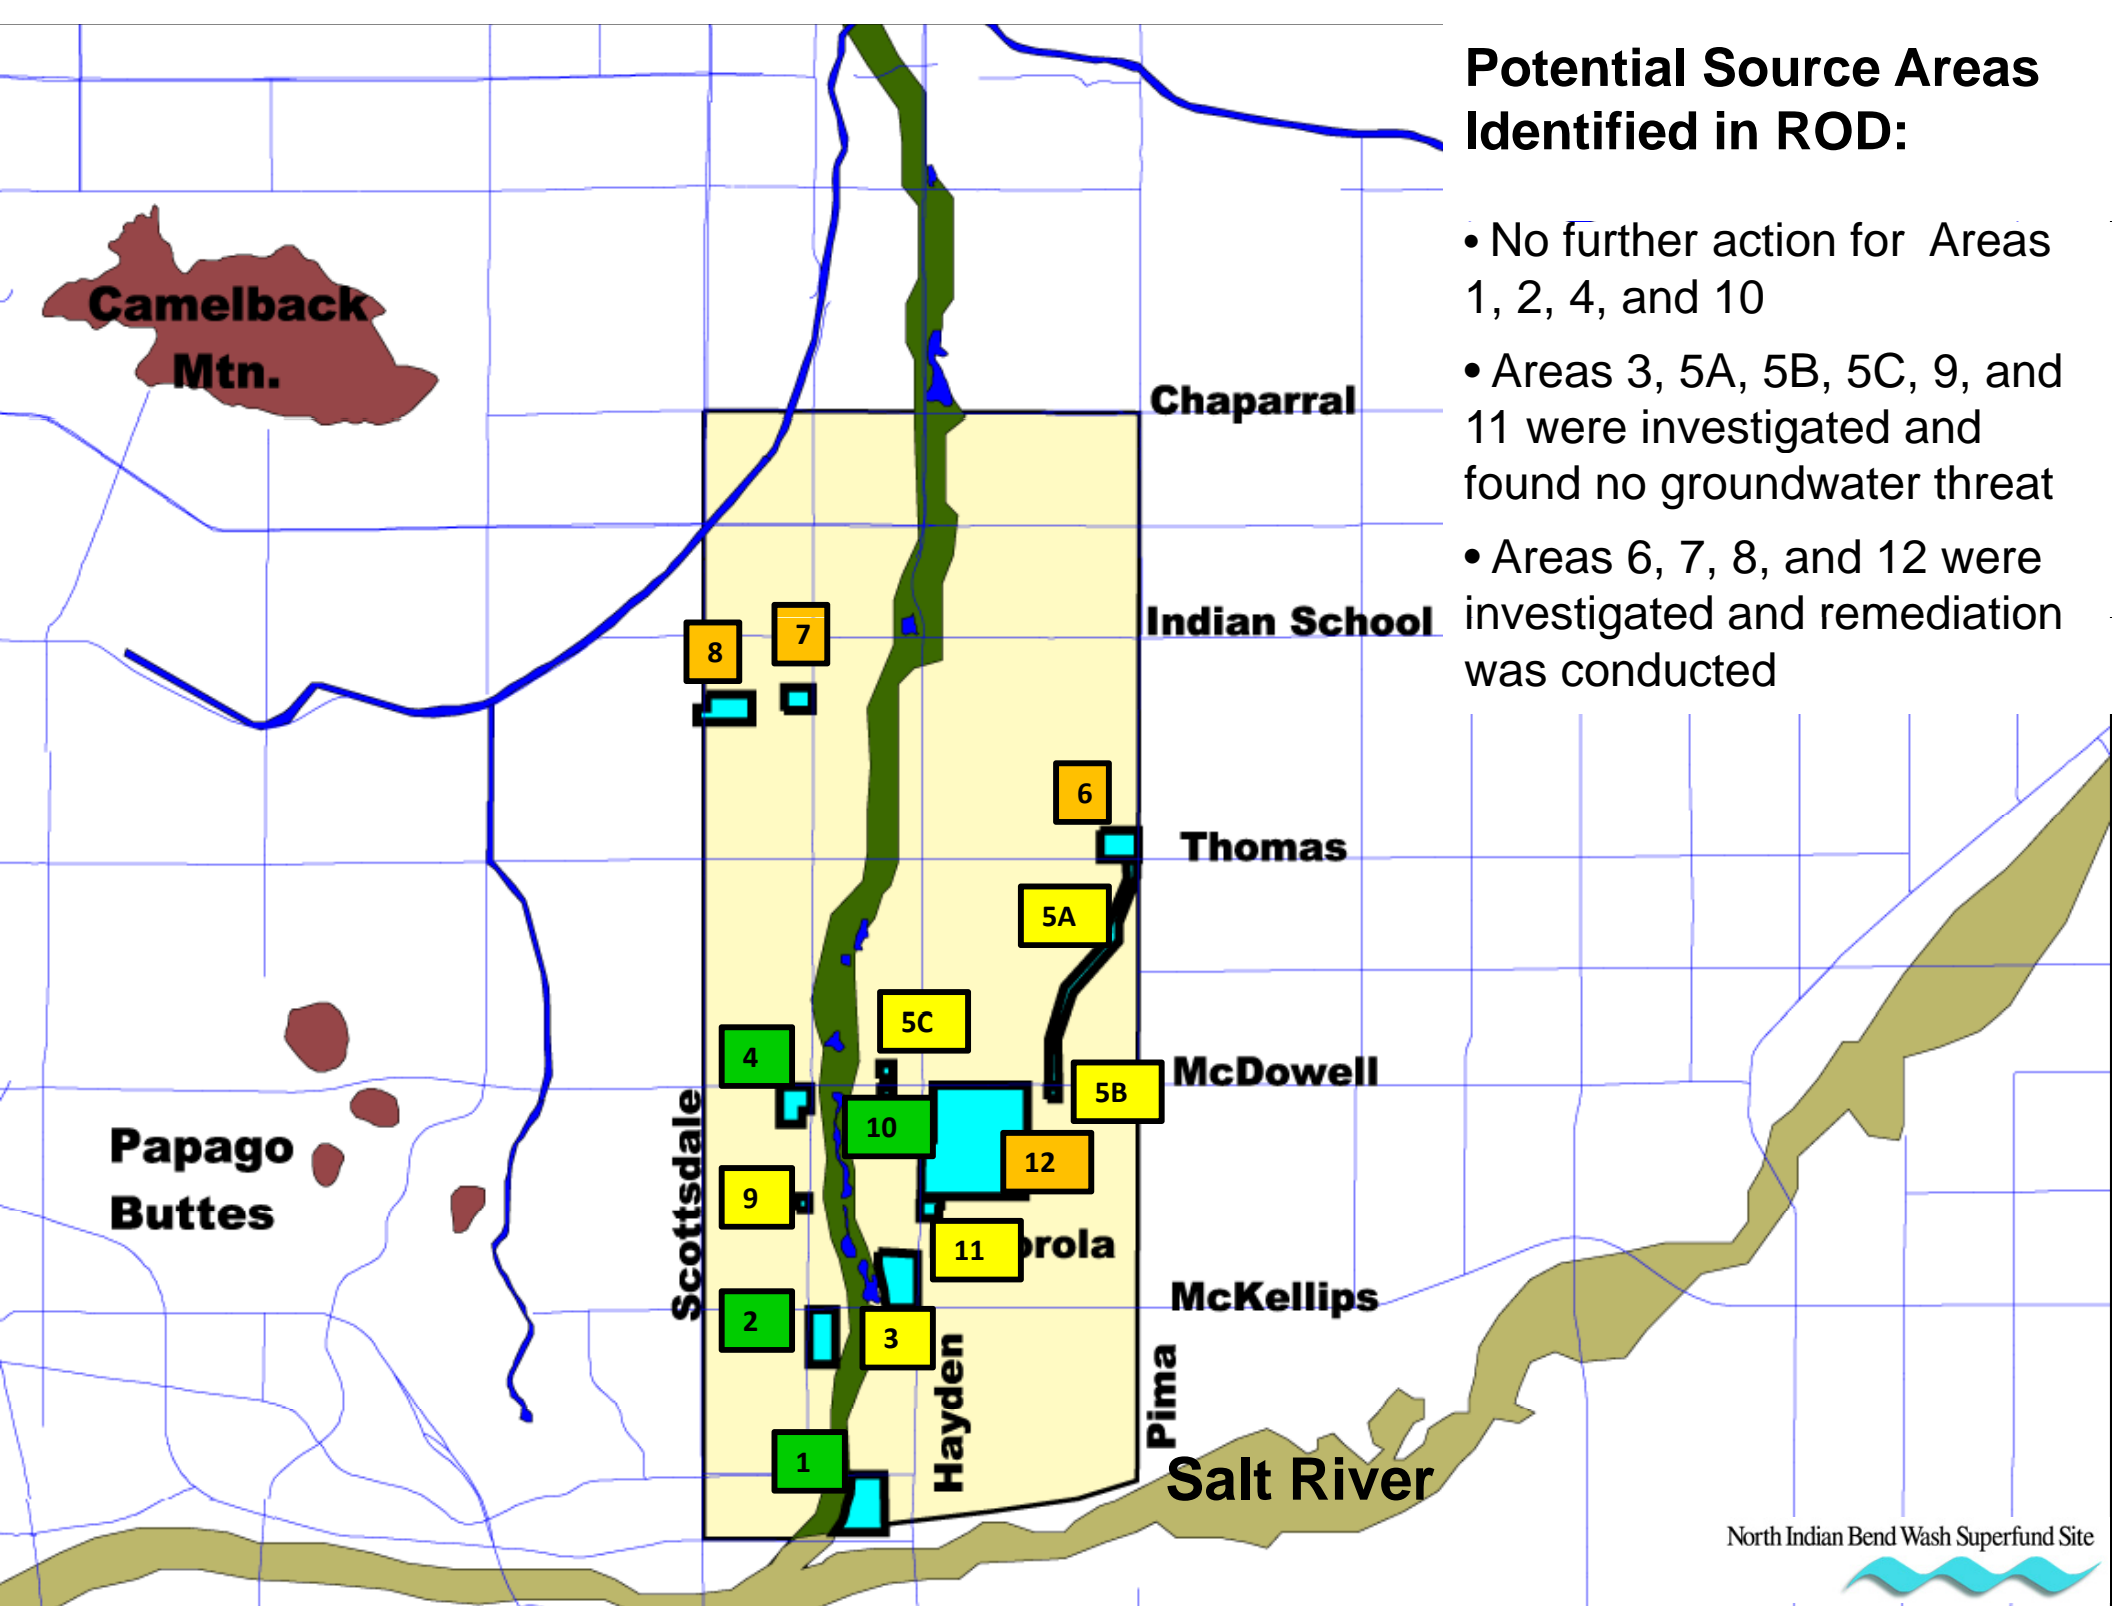 Potential Source Areas
Identified in ROD:
• No further action for Areas
1, 2, 4, and 10
• Areas 3, 5A, 5B, 5C, 9, and
11 were investigated and
found no groundwater threat
• Areas 6, 7, 8, and 12 were
investigated and remediation
was conducted
Camelback
Mtn.
Chaparral
Indian School
7
8
6
Thomas
5A
5C
4
McDowell
5B
10
Papago
Buttes
12
Scottsdale
9
11
orola
McKellips
2
3
Hayden
Pima
1
Salt River
North Indian Bend Wash Superfund Site